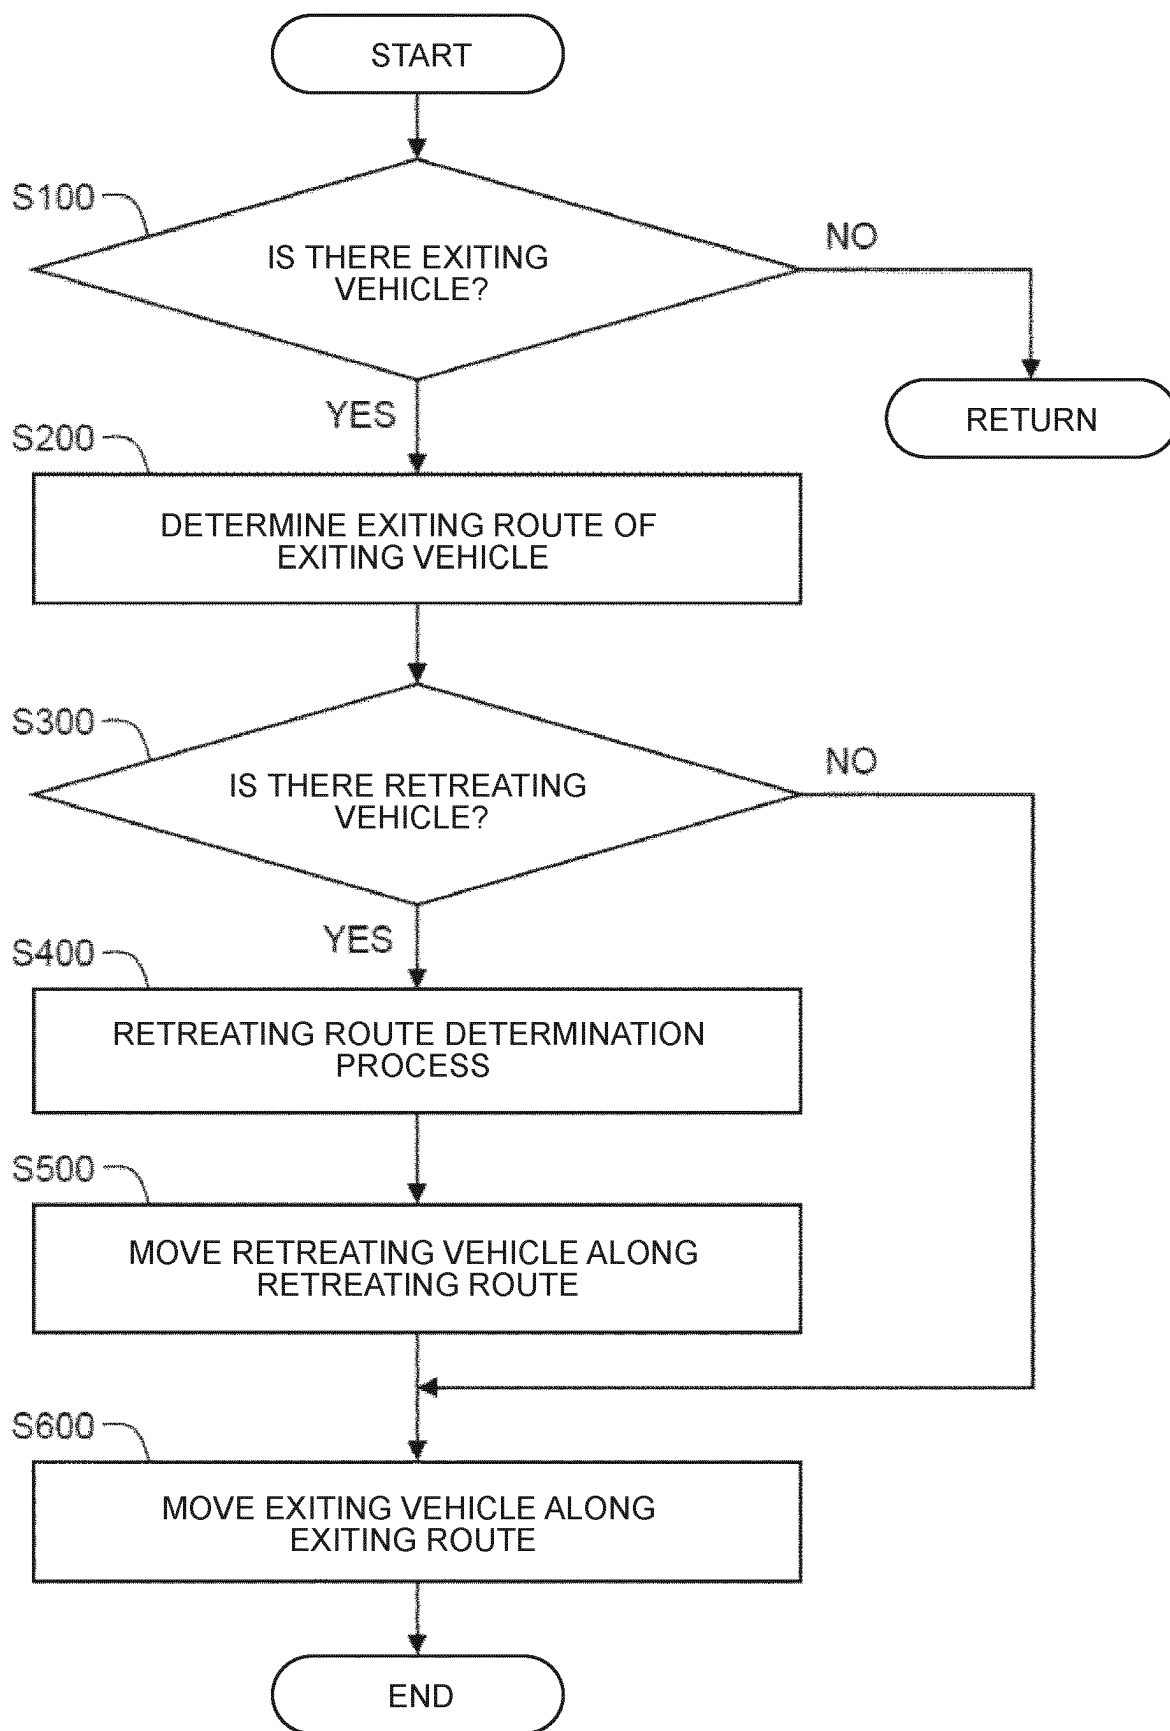 START
S100
IS THERE EXITING
VEHICLE?
NO
RETURN
YES
S200
DETERMINE EXITING ROUTE OF
EXITING VEHICLE
S300
IS THERE RETREATING
VEHICLE?
NO
YES
S400
RETREATING ROUTE DETERMINATION
PROCESS
S500
MOVE RETREATING VEHICLE ALONG
RETREATING ROUTE
S600
MOVE EXITING VEHICLE ALONG
EXITING ROUTE
END